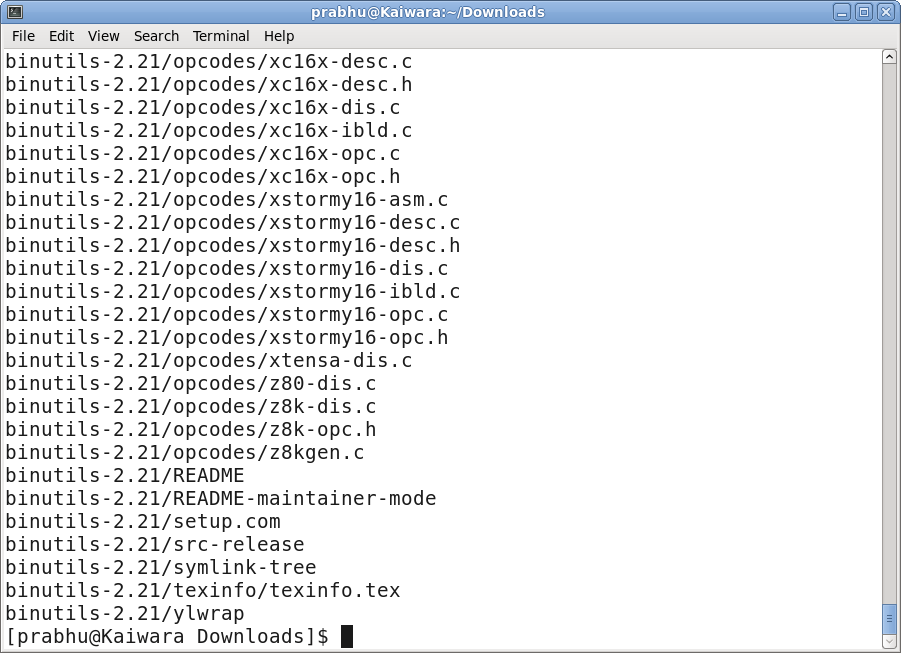 prabhu@Kaiwara:~/Downloads
File Edit View Search Terminal Help
binutils-2.21/opcodes/xc16x-desc.c
binutils-2.21/opcodes/xc16x-desc.h
binutils-2.21/opcodes/xc16x-dis.c
binutils-2.21/opcodes/xc16x-ibld.c
binutils-2.21/opcodes/xc16x-opc.c
binutils-2.21/opcodes/xc16x-opc.h
binutils-2.21/opcodes/xstormy16-asm.c
binutils-2.21/opcodes/xstormy16-desc.c
binutils-2.21/opcodes/xstormy16-desc.h
binutils-2.21/opcodes/xstormy16-dis.c
binutils-2.21/opcodes/xstormy16-ibld.c
binutils-2.21/opcodes/xstormy16-opc.c
binutils-2.21/opcodes/xstormy16-opc.h
binutils-2.21/opcodes/xtensa-dis.c
binutils-2.21/opcodes/z80-dis.c
binutils-2.21/opcodes/z8k-dis.c
binutils-2.21/opcodes/z8k-opc.h
binutils-2.21/opcodes/z8kgen.c
binutils-2.21/README
binutils-2.21/README-maintainer-mode
binutils-2.21/setup.com
binutils-2.21/src-release
binutils-2.21/symlink-tree
binutils-2.21/texinfo/texinfo.tex
binutils-2.21/ylwrap
[prabhu@Kaiwara Downloads]$